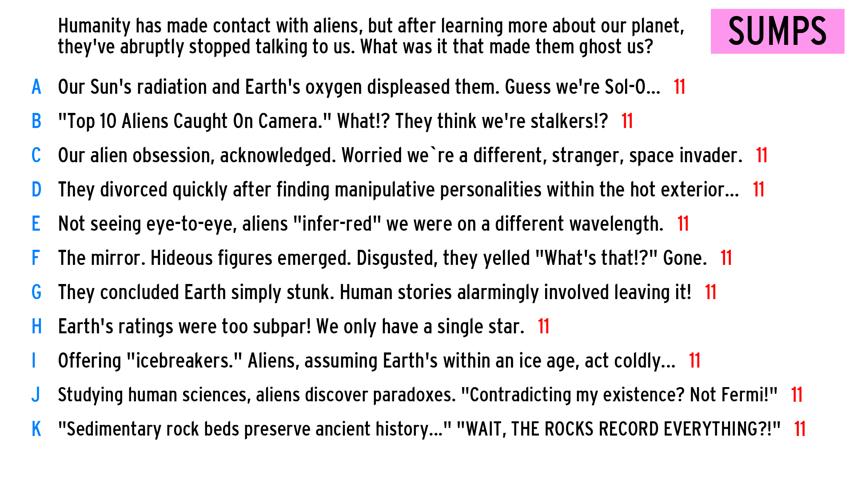 Humanity has made contact with aliens, but after learning more about our planet,
they've abruptly stopped talking to us. What was it that made them ghost us?
SUMPS
A Our Sun's radiation and Earth's oxygen displeased them. Guess we're Sol-O... 11
B "Top 10 Aliens Caught On Camera." What!? They think we're stalkers!? 11
C Our alien obsession, acknowledged. Worried we`re a different, stranger, space invader. 11
D They divorced quickly after finding manipulative personalities within the hot exterior... 11
E Not seeing eye-to-eye, aliens "infer-red" we were on a different wavelength. 11
F The mirror. Hideous figures emerged. Disgusted, they yelled "What's that!?" Gone. 11
G They concluded Earth simply stunk. Human stories alarmingly involved leaving it! 11
H Earth's ratings were too subpar! We only have a single star. 11
I Offering "icebreakers." Aliens, assuming Earth's within an ice age, act coldly... 11
J Studying human sciences, aliens discover paradoxes. "Contradicting my existence? Not Fermi!" 11
K "Sedimentary rock beds preserve ancient history..." "WAIT, THE ROCKS RECORD EVERYTHING?!" 11